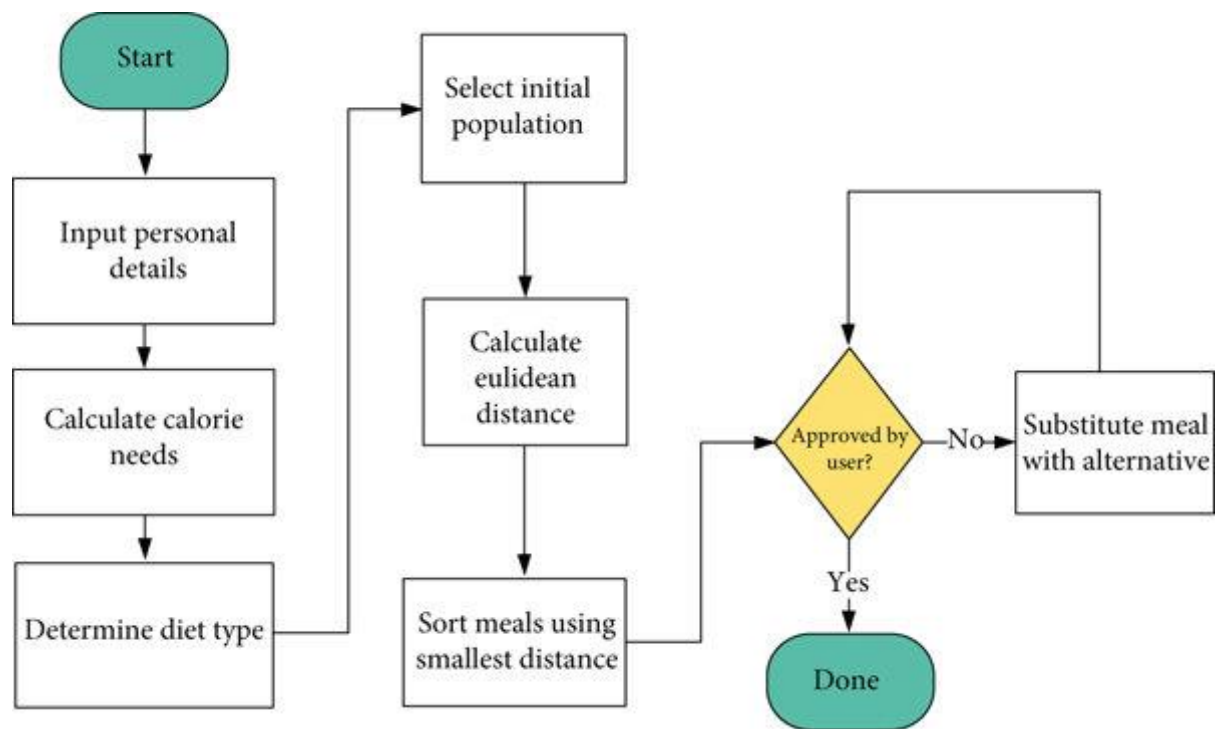 Start
Input personal
details
Calculate calorie
needs
Determine diet type
Select initial
population
Calculate
eulidean
distance
Sort meals using
smallest distance
Approved by
user?
No
Substitute meal
with alternative
Yes
Done